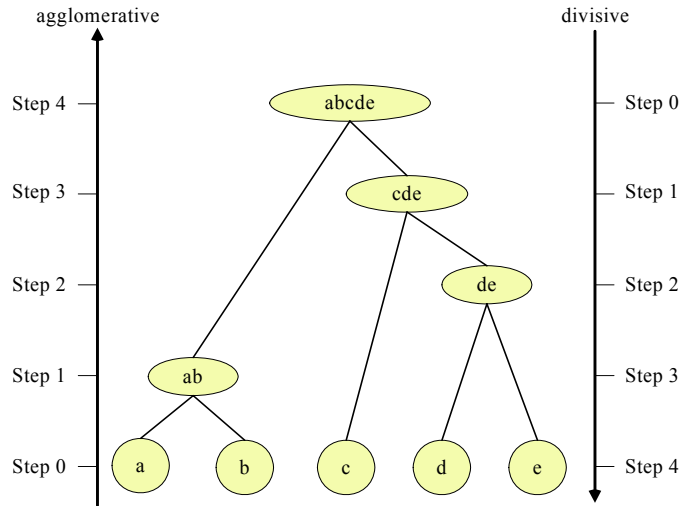 agglomerative divisive
Step 4 abcde Step 0
Step 3 cde Step 1
Step 2 de Step 2
Step 1 ab Step 3
Step 0 a b c d e Step 4